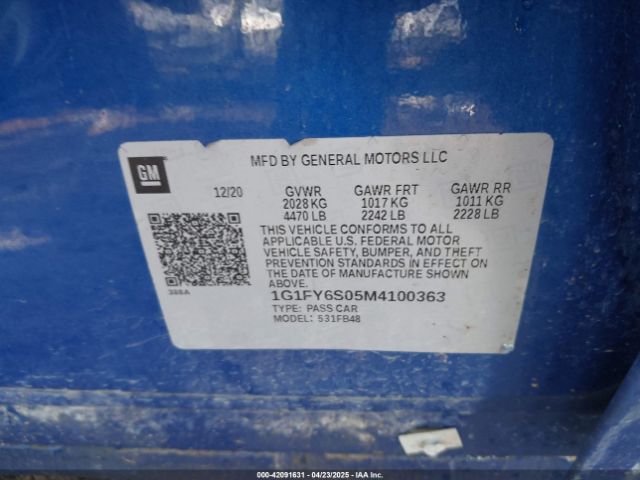 MFD BY GENERAL MOTORS LLC
GM
12/20 GVWR GAWR FRT GAWR RR
2028 KG 1017 KG 1011 KG
4470 LB 2242 LB 2228 LB
THIS VEHICLE CONFORMS TO ALL
APPLICABLE U.S. FEDERAL MOTOR
VEHICLE SAFETY, BUMPER, AND THEFT
PREVENTION STANDARDS IN EFFECT ON
THE DATE OF MANUFACTURE SHOWN
ABOVE.
388A
1G1FY6S05M4100363
TYPE: PASS CAR
MODEL: 531FB48
000-42091631 - 04/23/2025 - IAA Inc.